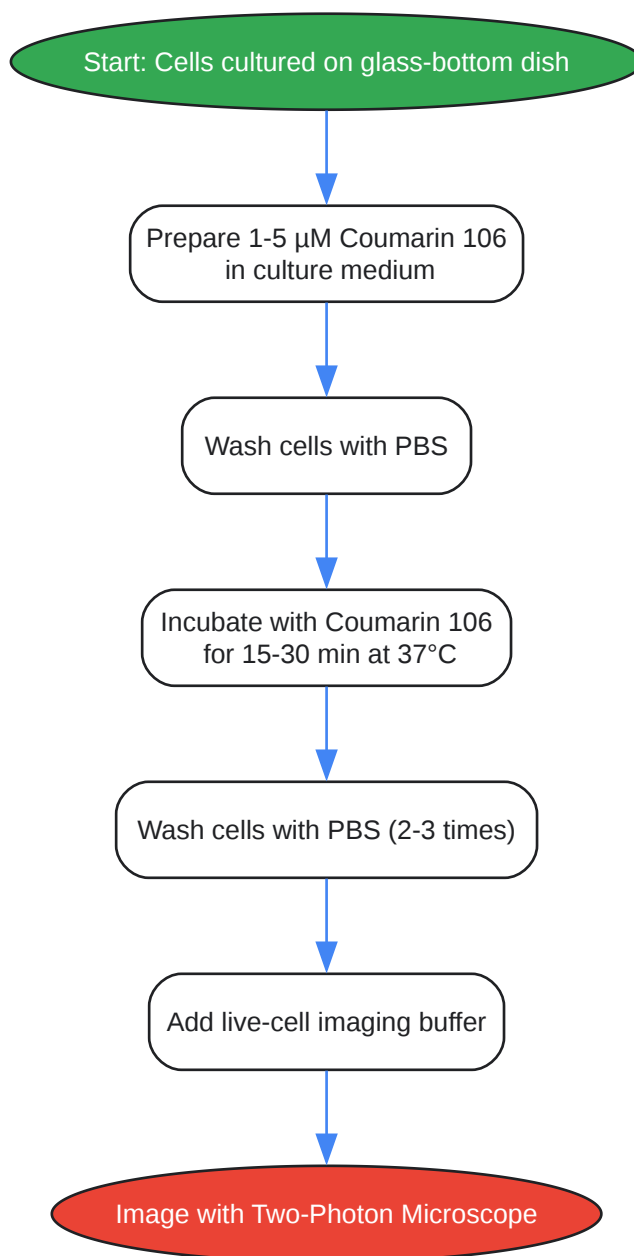 Start: Cells cultured on glass-bottom dish
Prepare 1-5 µM Coumarin 106
in culture medium
Wash cells with PBS
Incubate with Coumarin 106
for 15-30 min at 37°C
Wash cells with PBS (2-3 times)
Add live-cell imaging buffer
Image with Two-Photon Microscope